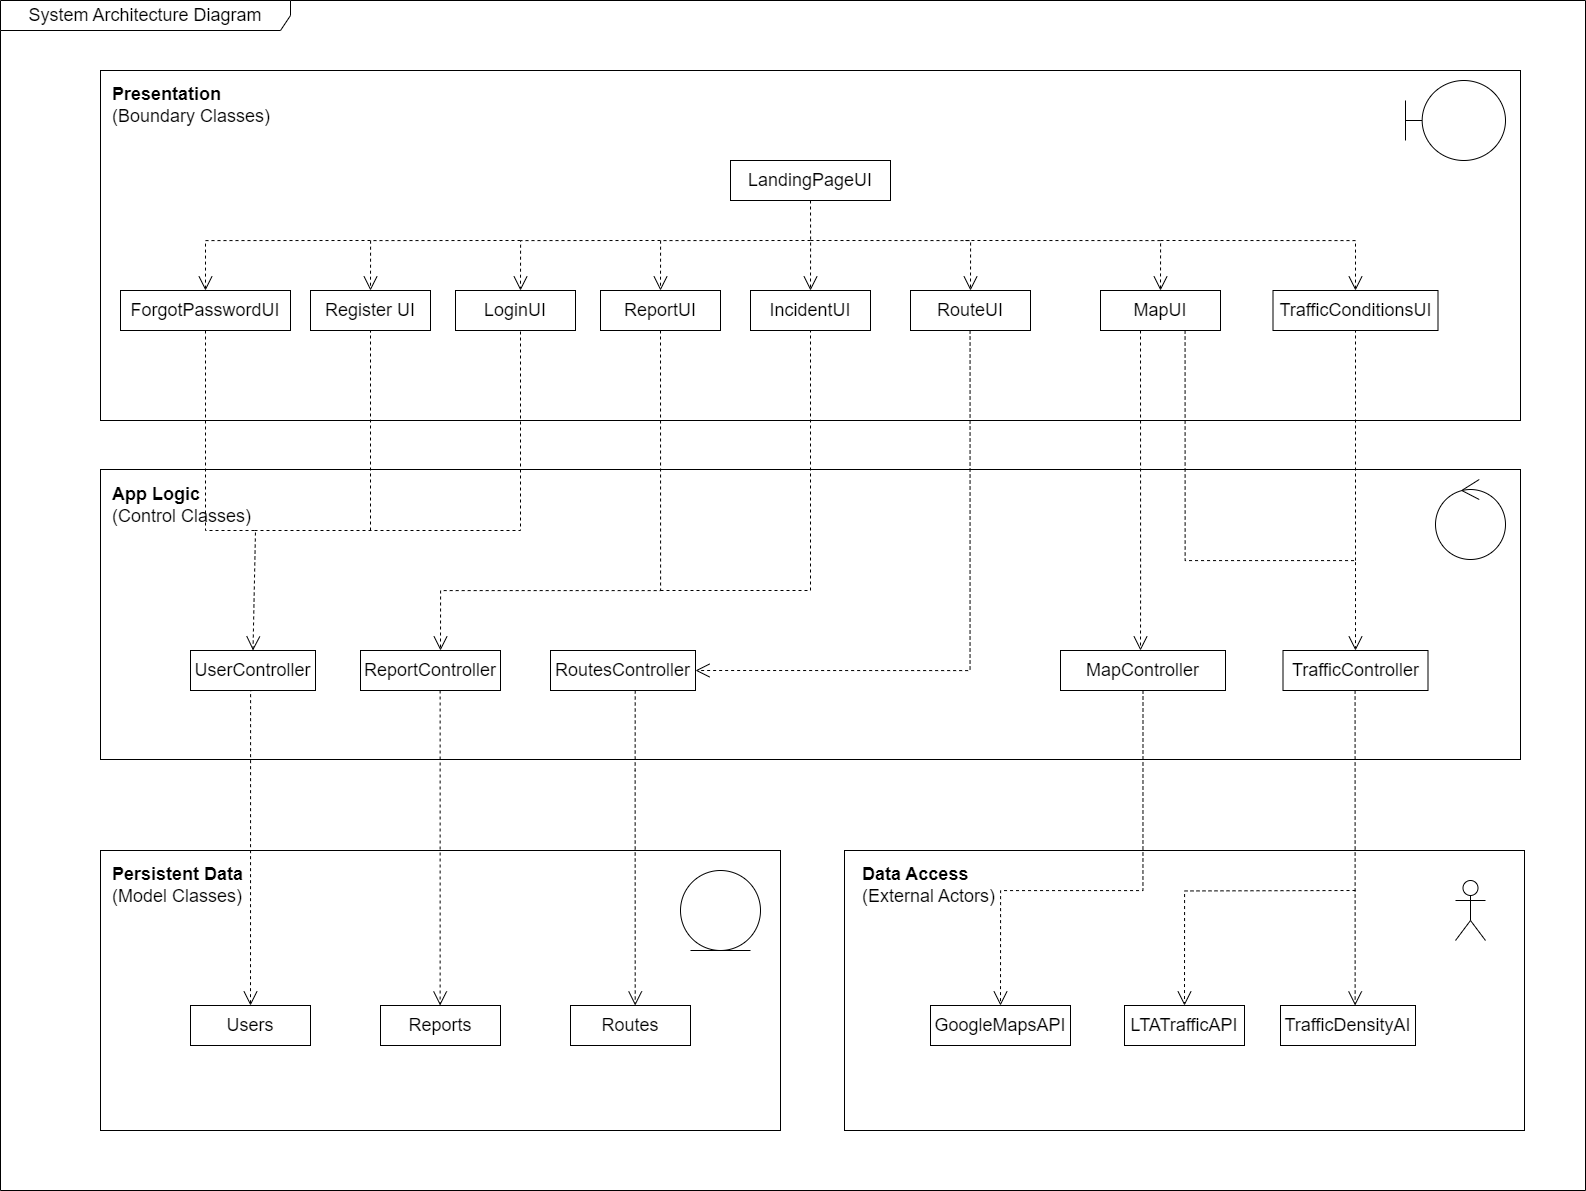 System Architecture Diagram
Presentation
(Boundary Classes)
LandingPageUI
ForgotPasswordUI
Register UI
LoginUI
ReportUI
IncidentUI
RouteUI
MapUI
TrafficConditionsUI
App Logic
(Control Classes)
UserController
ReportController
RoutesController
MapController
TrafficController
Persistent Data
(Model Classes)
Data Access
(External Actors)
Users
Reports
Routes
GoogleMapsAPI
LTATrafficAPI
TrafficDensityAI